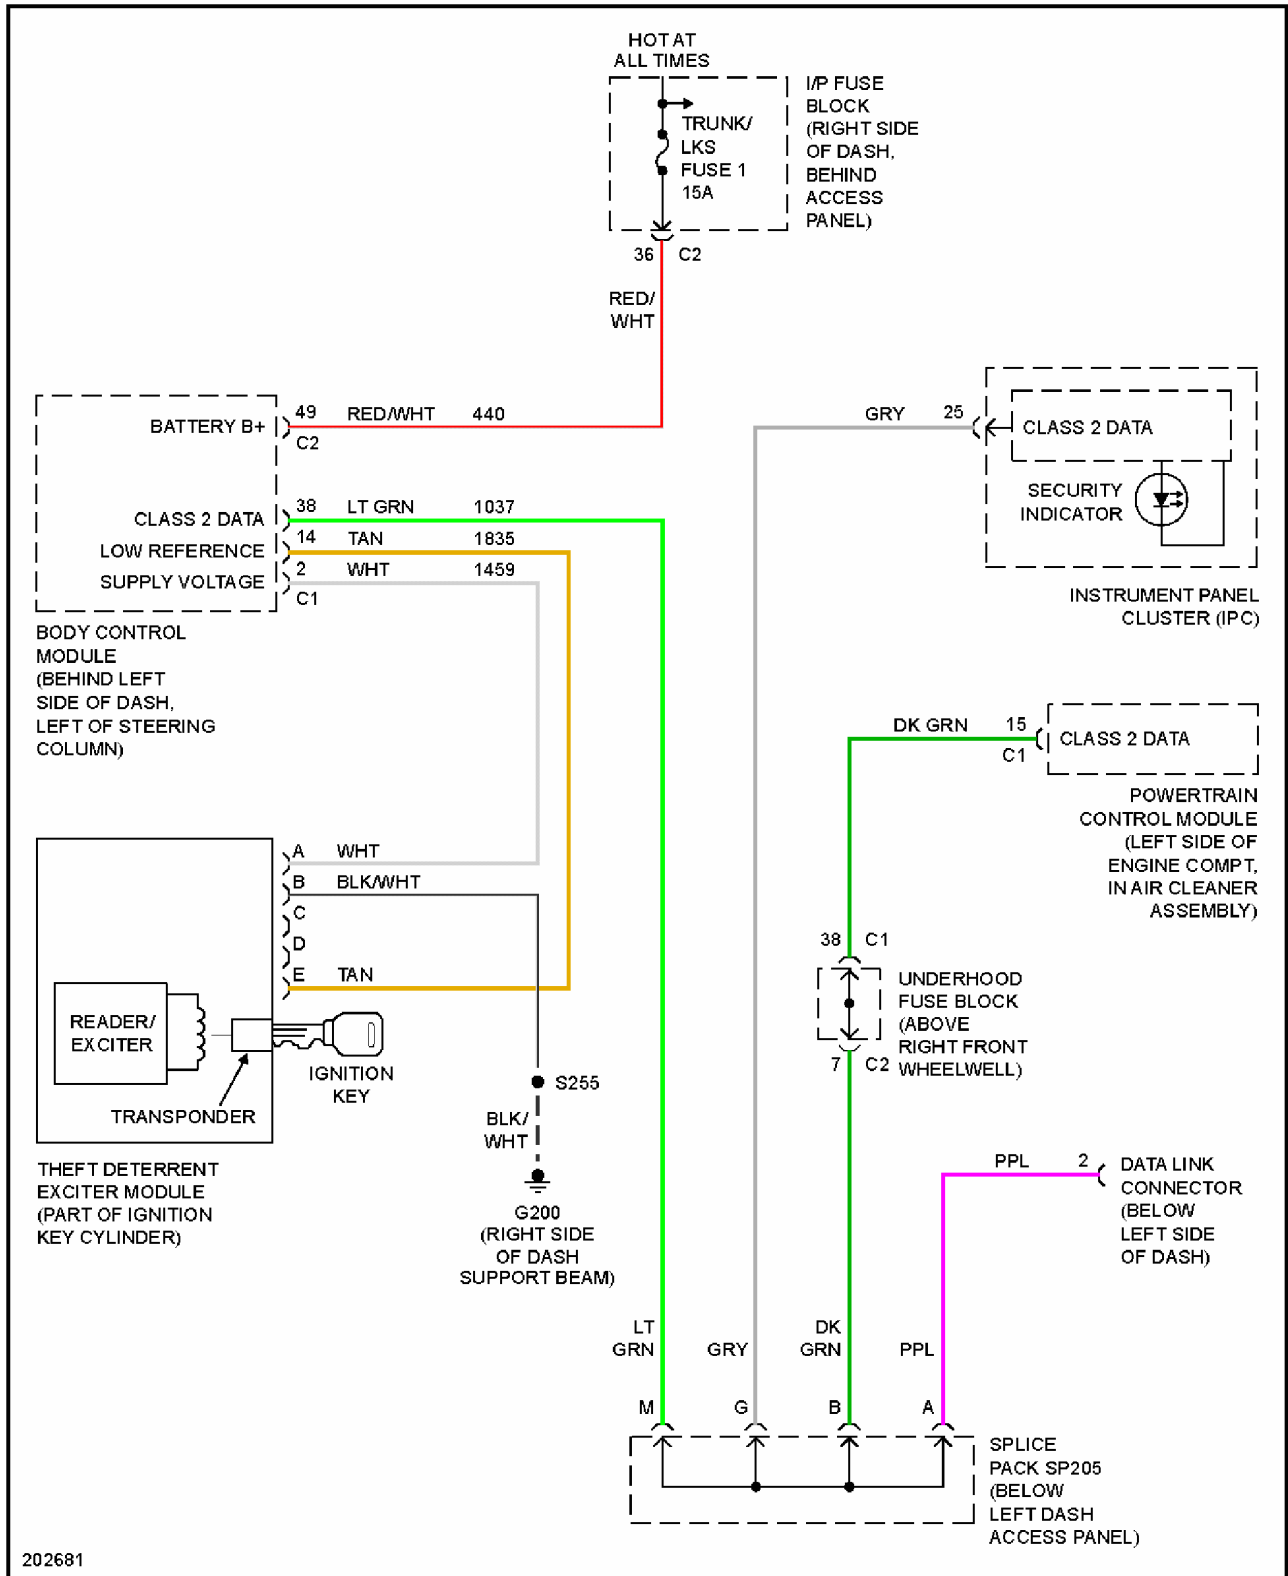 HOT AT
ALL TIMES
I/P FUSE
BLOCK
(RIGHT SIDE
OF DASH,
BEHIND
ACCESS
PANEL)
TRUNK/
LKS
FUSE 1
15A
36 C2
RED/
WHT
BATTERY B+
49 RED/WHT 440
C2
CLASS 2 DATA
38 LT GRN 1037
LOW REFERENCE
14 TAN 1835
SUPPLY VOLTAGE
2 WHT 1459
C1
BODY CONTROL
MODULE
(BEHIND LEFT
SIDE OF DASH,
LEFT OF STEERING
COLUMN)
GRY 25
CLASS 2 DATA
SECURITY
INDICATOR
INSTRUMENT PANEL
CLUSTER (IPC)
DK GRN 15
C1
CLASS 2 DATA
POWERTRAIN
CONTROL MODULE
(LEFT SIDE OF
ENGINE COMPT,
IN AIR CLEANER
ASSEMBLY)
A WHT
B BLK/WHT
C
D
E TAN
READER/
EXCITER
IGNITION
KEY
TRANSPONDER
THEFT DETERRENT
EXCITER MODULE
(PART OF IGNITION
KEY CYLINDER)
S255
BLK/
WHT
G200
(RIGHT SIDE
OF DASH
SUPPORT BEAM)
38 C1
UNDERHOOD
FUSE BLOCK
(ABOVE
RIGHT FRONT
WHEELWELL)
7 C2
PPL 2
DATA LINK
CONNECTOR
(BELOW
LEFT SIDE
OF DASH)
LT
GRN
GRY
DK
GRN
PPL
M G B A
SPLICE
PACK SP205
(BELOW
LEFT DASH
ACCESS PANEL)
202681